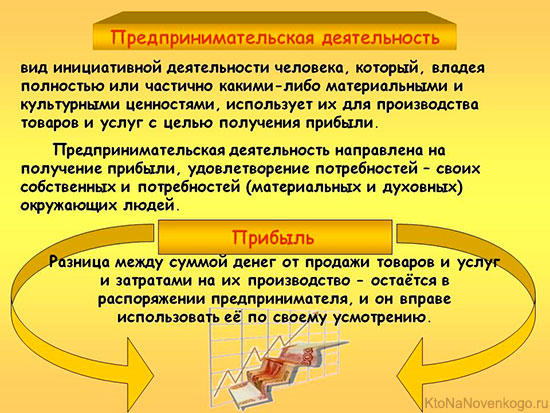 Предпринимательская деятельность
вид инициативной деятельности человека, который, владея
полностью или частично какими-либо материальными и
культурными ценностями, использует их для производства
товаров и услуг с целью получения прибыли.
Предпринимательская деятельность направлена на
получение прибыли, удовлетворение потребностей – своих
собственных и потребностей (материальных и духовных)
окружающих людей.
Прибыль
Разница между суммой денег от продажи товаров и услуг
и затратами на их производство – остаётся в
распоряжении предпринимателя, и он вправе
использовать её по своему усмотрению.
KtoNaNovenkogo.ru